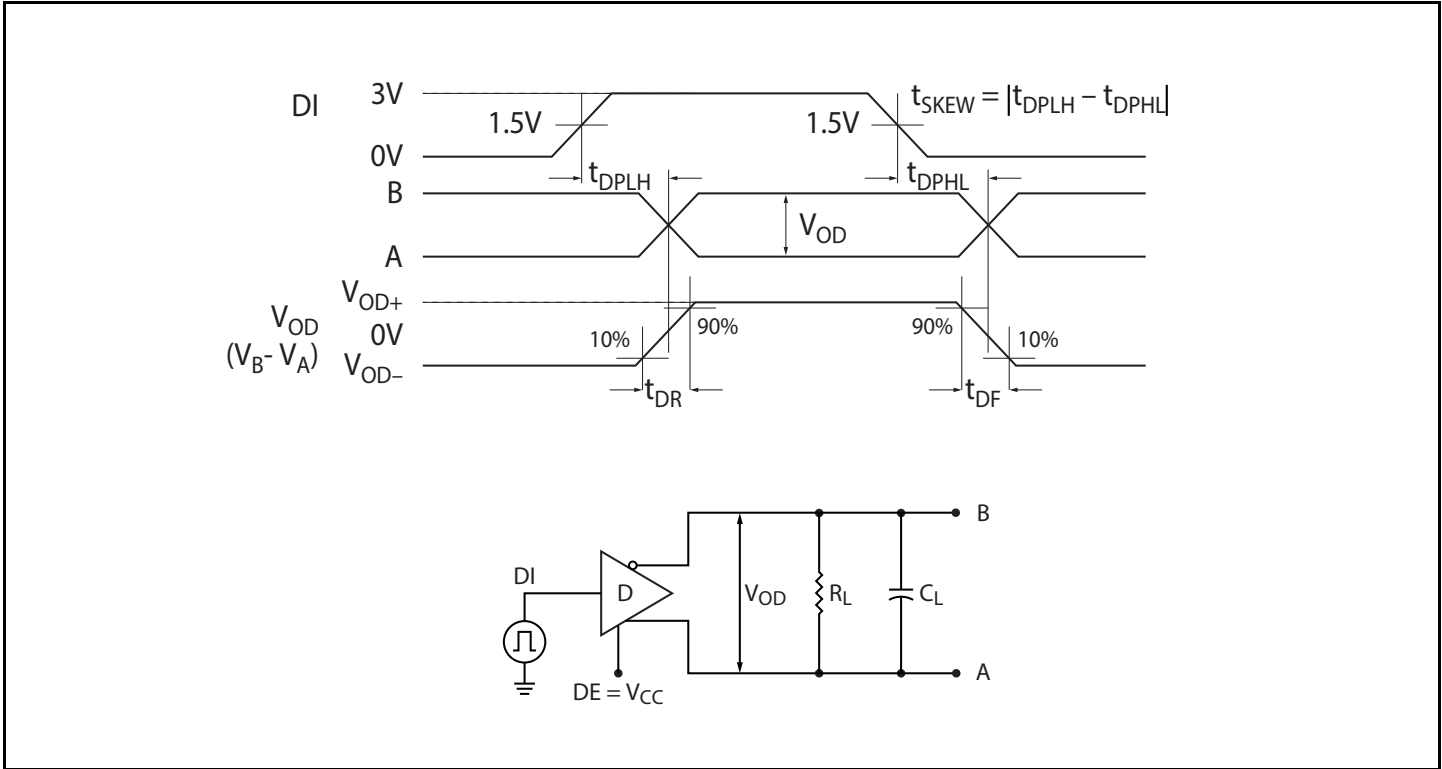 DI
3V
1.5V
0V
1.5V
tSKEW = |tDPLH – tDPHL|
tDPLH
tDPHL
B
A
VOD
VOD
(VB- VA)
VOD+
0V
VOD–
10%
90%
90%
10%
tDR
tDF
DI
D
DE = VCC
VOD
RL
CL
B
A